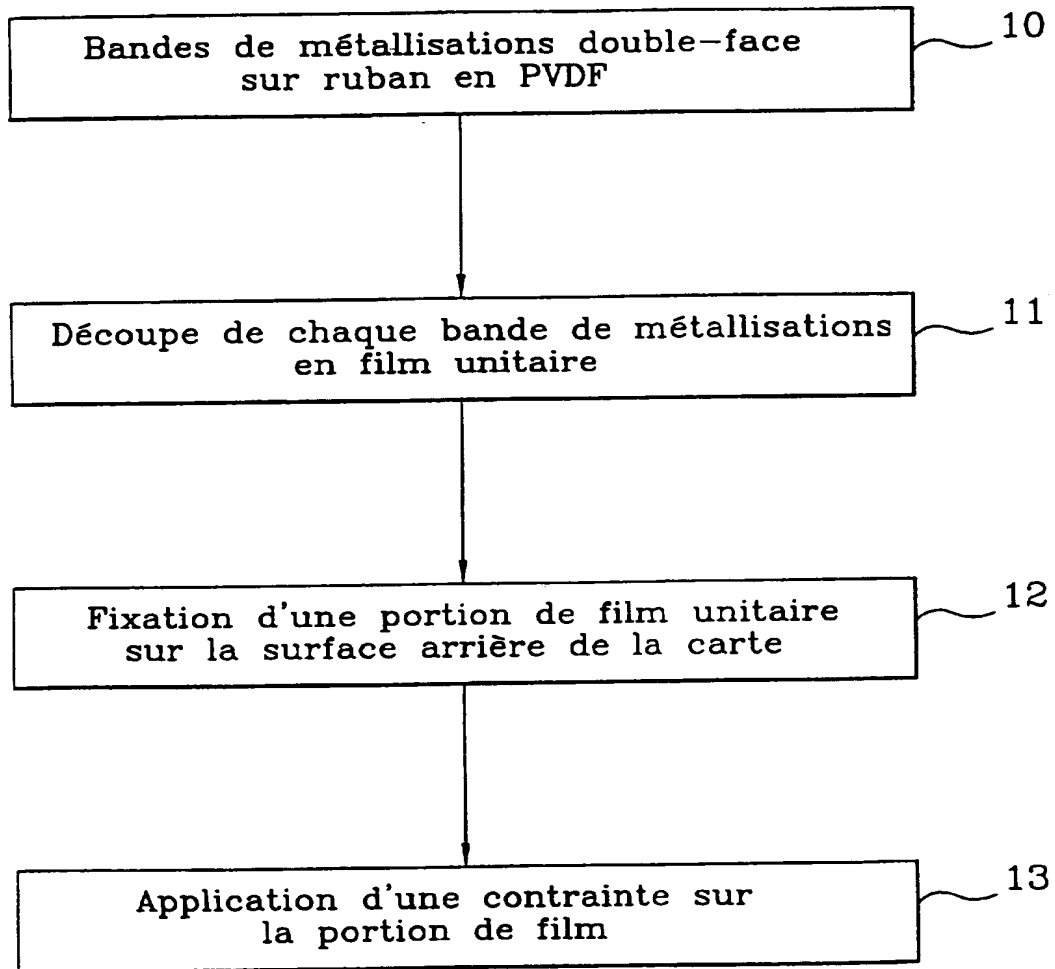 Bandes de métallisations double-face
sur ruban en PVDF
10
Découpe de chaque bande de métallisations
en film unitaire
11
Fixation d'une portion de film unitaire
sur la surface arrière de la carte
12
Application d'une contrainte sur
la portion de film
13